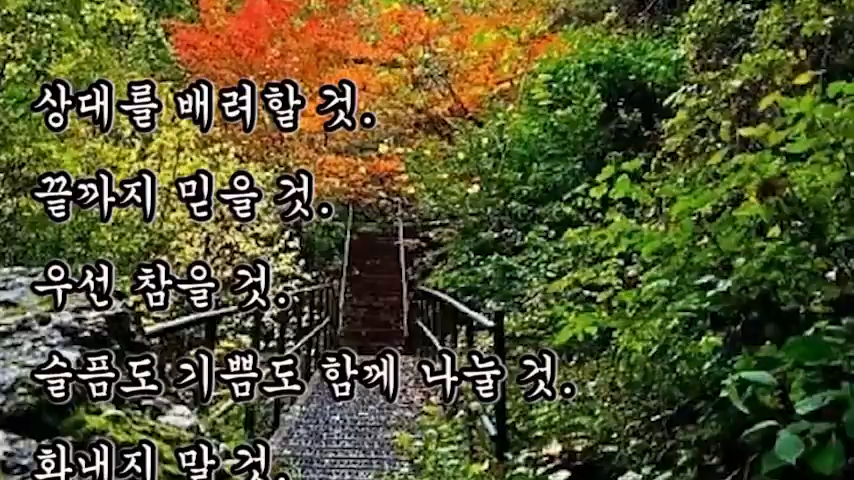 상대를 배려할 것.
끝까지 믿을 것.
우선 참을 것.
슬픔도 기쁨도 함께 나눌 것.
화내지 말 것.